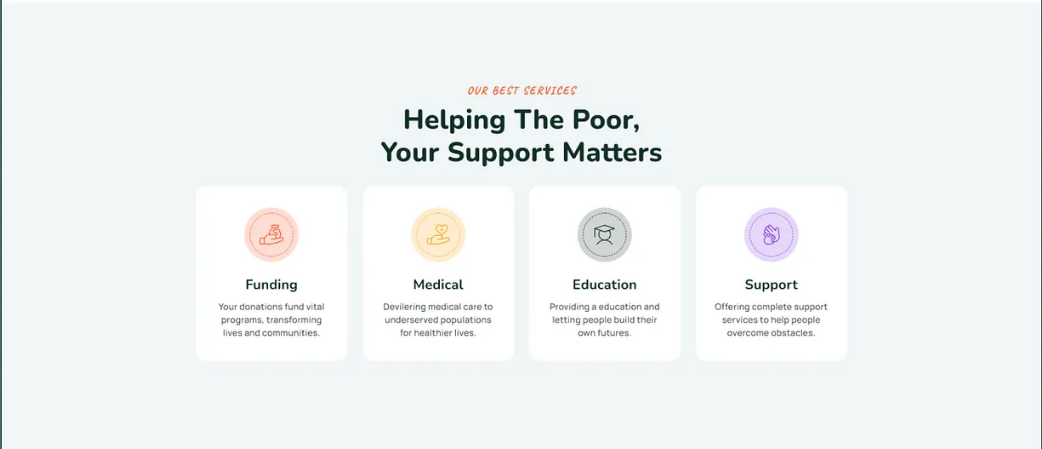 OUR BEST SERVICES
Helping The Poor,
Your Support Matters
Funding
Your donations fund vital
programs, transforming
lives and communities.
Medical
Devilering medical care to
underserved populations
for healthier lives.
Education
Providing a education and
letting people build their
own futures.
Support
Offering complete support
services to help people
overcome obstacles.